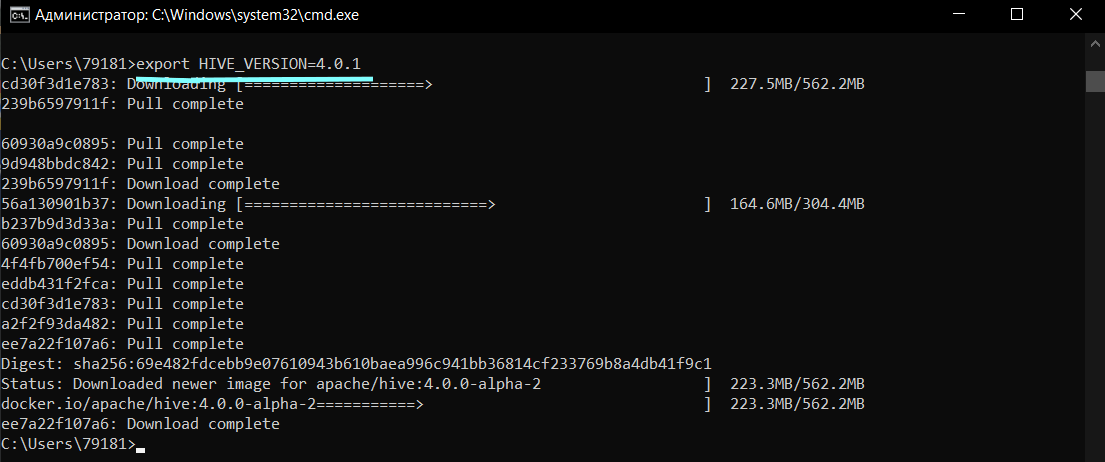 Администратор: C:\Windows\system32\cmd.exe
C:\Users\79181>export HIVE_VERSION=4.0.1
cd30f3d1e783: Downloading [====================>                              ]  227.5MB/562.2MB
239b6597911f: Pull complete
60930a9c0895: Pull complete
9d948bbdc842: Pull complete
239b6597911f: Download complete
56a130901b37: Downloading [===========================>                       ]  164.6MB/304.4MB
b237b9d3d33a: Pull complete
60930a9c0895: Download complete
4f4fb700ef54: Pull complete
eddb431f2fca: Pull complete
cd30f3d1e783: Pull complete
a2f2f93da482: Pull complete
ee7a22f107a6: Pull complete
Digest: sha256:69e482fdcebb9e07610943b610baea996c941bb36814cf233769b8a4db41f9c1
Status: Downloaded newer image for apache/hive:4.0.0-alpha-2                  ]  223.3MB/562.2MB
docker.io/apache/hive:4.0.0-alpha-2===========>                               ]  223.3MB/562.2MB
ee7a22f107a6: Download complete
C:\Users\79181>